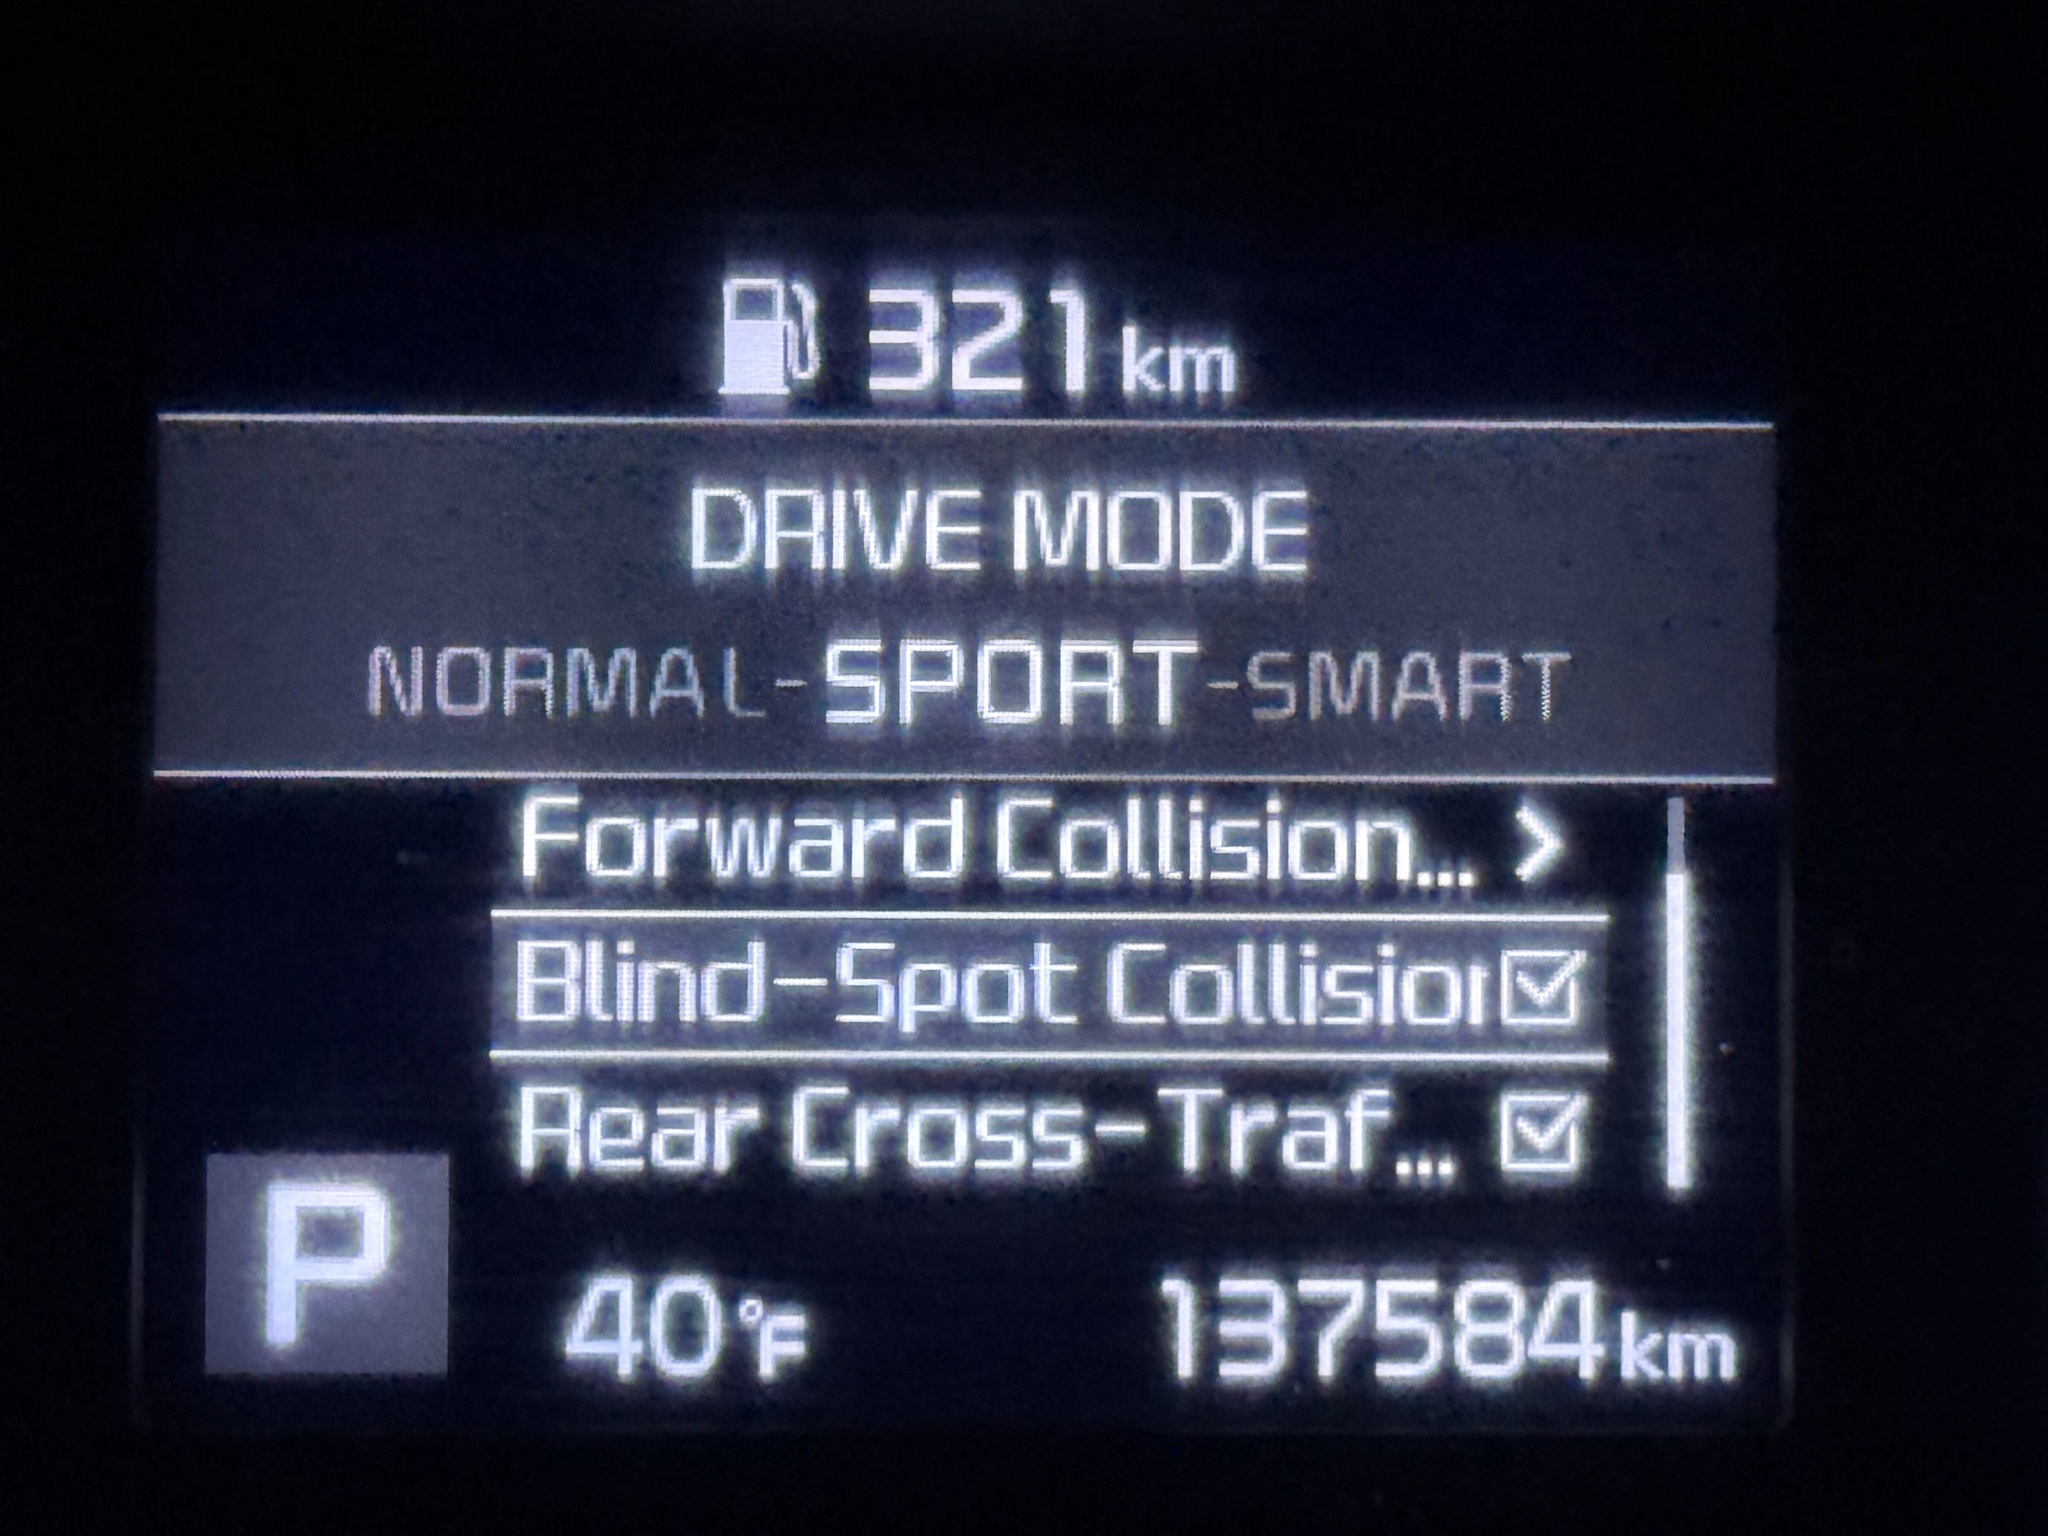 321 km
DRIVE MODE
NORMAL-SPORT-SMART
Forward Collision... >
Blind-Spot Collision
Rear Cross-Traf...
P
40°F 137584 km